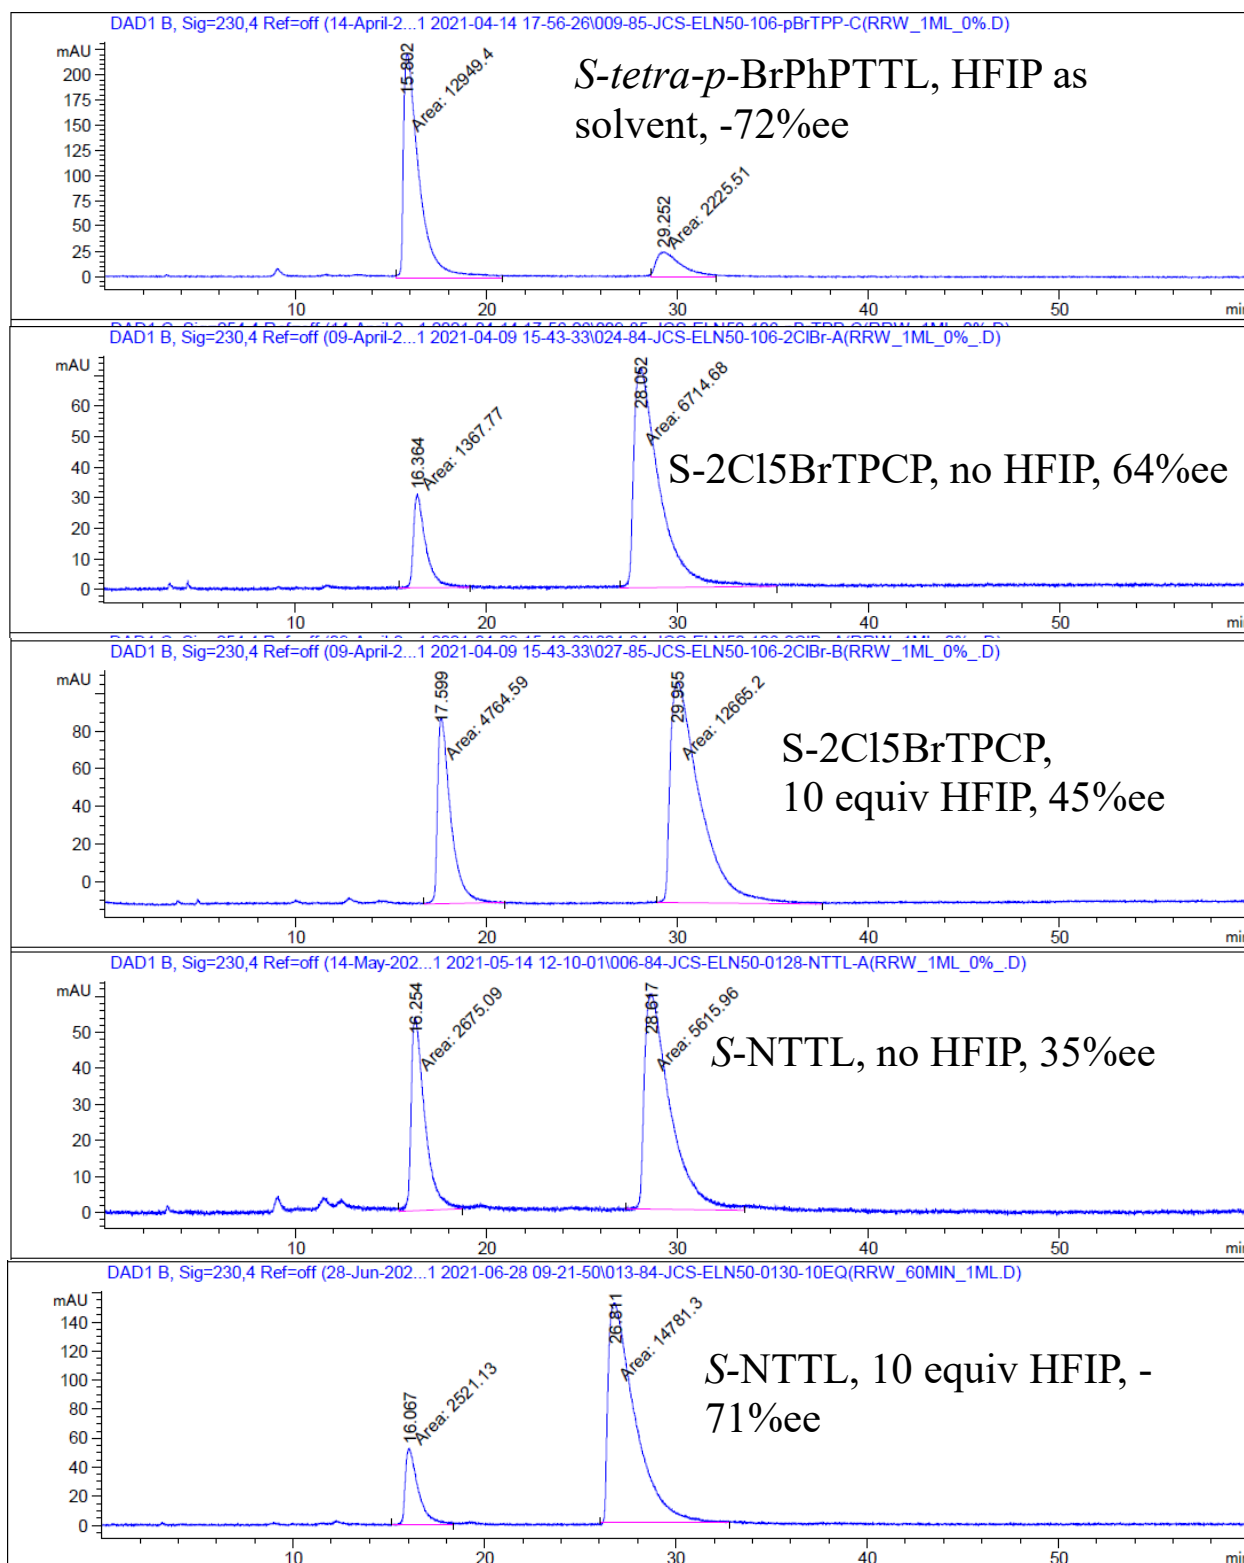 DAD1 B, Sig=230,4 Ref=off (14-April-2...1 2021-04-14 17-56-26\009-85-JCS-ELN50-106-pBrTPP-C(RRW_1ML_0%.D)
mAU
200
175
150
125
100
75
50
25
0
15.802
Area: 12949.4
29.252
Area: 2225.51
S-tetra-p-BrPhPTTL, HFIP as
solvent, -72%ee
10 20 30 40 50 min
DAD1 B, Sig=230,4 Ref=off (09-April-2...1 2021-04-09 15-43-33\024-84-JCS-ELN50-106-2ClBr-A(RRW_1ML_0%_.D)
mAU
60
50
40
30
20
10
0
16.364
Area: 1367.77
28.052
Area: 6714.68
S-2Cl5BrTPCP, no HFIP, 64%ee
10 20 30 40 50 min
DAD1 B, Sig=230,4 Ref=off (09-April-2...1 2021-04-09 15-43-33\027-85-JCS-ELN50-106-2ClBr-B(RRW_1ML_0%_.D)
mAU
80
60
40
20
0
17.599
Area: 4764.59
29.955
Area: 12665.2
S-2Cl5BrTPCP,
10 equiv HFIP, 45%ee
10 20 30 40 50 min
DAD1 B, Sig=230,4 Ref=off (14-May-202...1 2021-05-14 12-10-01\006-84-JCS-ELN50-0128-NTTL-A(RRW_1ML_0%_.D)
mAU
50
40
30
20
10
0
16.254
Area: 2675.09
28.617
Area: 5615.96
S-NTTL, no HFIP, 35%ee
10 20 30 40 50 min
DAD1 B, Sig=230,4 Ref=off (28-Jun-202...1 2021-06-28 09-21-50\013-84-JCS-ELN50-0130-10EQ(RRW_60MIN_1ML.D)
mAU
140
120
100
80
60
40
20
0
16.067
Area: 2521.13
26.811
Area: 14781.3
S-NTTL, 10 equiv HFIP, -
71%ee
10 20 30 40 50 min